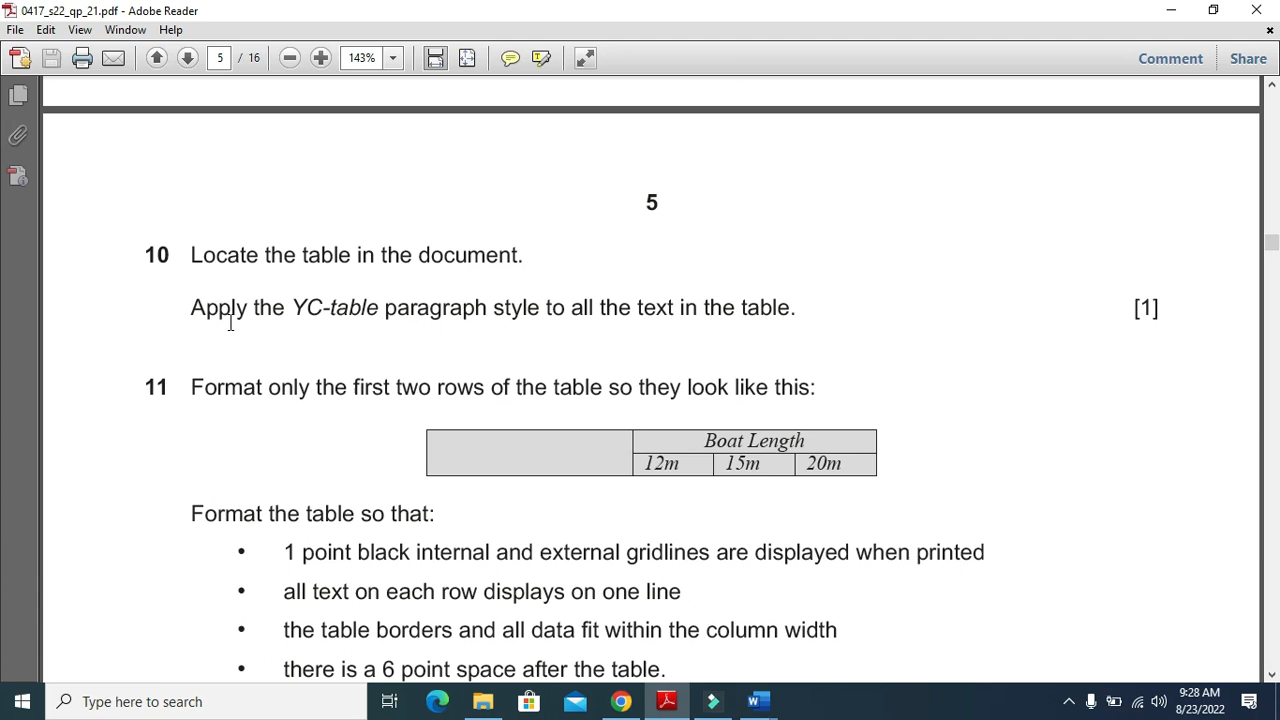 0417_s22_qp_21.pdf - Adobe Reader
File Edit View Window Help
5 / 16 143% Comment Share
5
10 Locate the table in the document.
Apply the YC-table paragraph style to all the text in the table. [1]
11 Format only the first two rows of the table so they look like this:
Boat Length
12m 15m 20m
Format the table so that:
• 1 point black internal and external gridlines are displayed when printed
• all text on each row displays on one line
• the table borders and all data fit within the column width
• there is a 6 point space after the table.
Type here to search
9:28 AM
8/23/2022